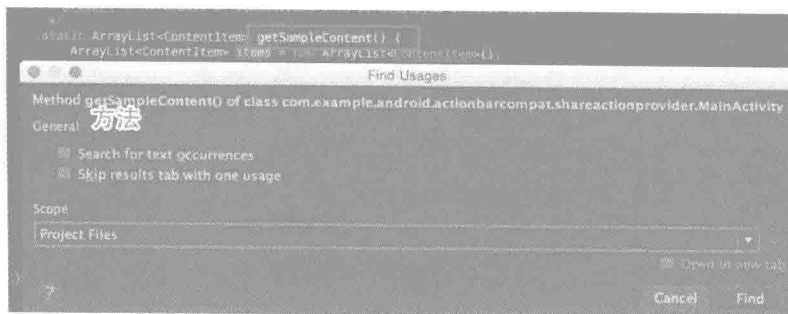 static ArrayList<ContentItem> getSampleContent() {
ArrayList<ContentItem> items = new ArrayList<ContentItem>();
Find Usages
Method getSampleContent() of class com.example.android.actionbarcompat.shareactionprovider.MainActivity
方法
General
Search for text occurrences
Skip results tab with one usage
Scope
Project Files
Open in new tab
?
Cancel Find